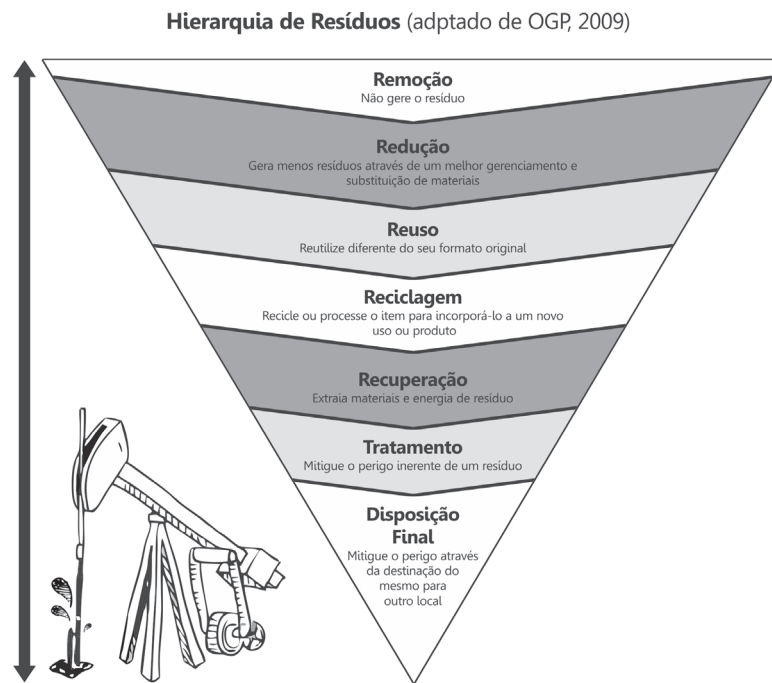 Hierarquia de Resíduos (adptado de OGP, 2009)
Remoção
Não gere o resíduo
Redução
Gera menos resíduos através de um melhor gerenciamento e
substituição de materiais
Reuso
Reutilize diferente do seu formato original
Reciclagem
Recicle ou processe o item para incorporá-lo a um novo
uso ou produto
Recuperação
Extraia materiais e energia de resíduo
Tratamento
Mitigue o perigo inerente de um resíduo
Disposição
Final
Mitigue o perigo através
da destinação do
mesmo para
outro local